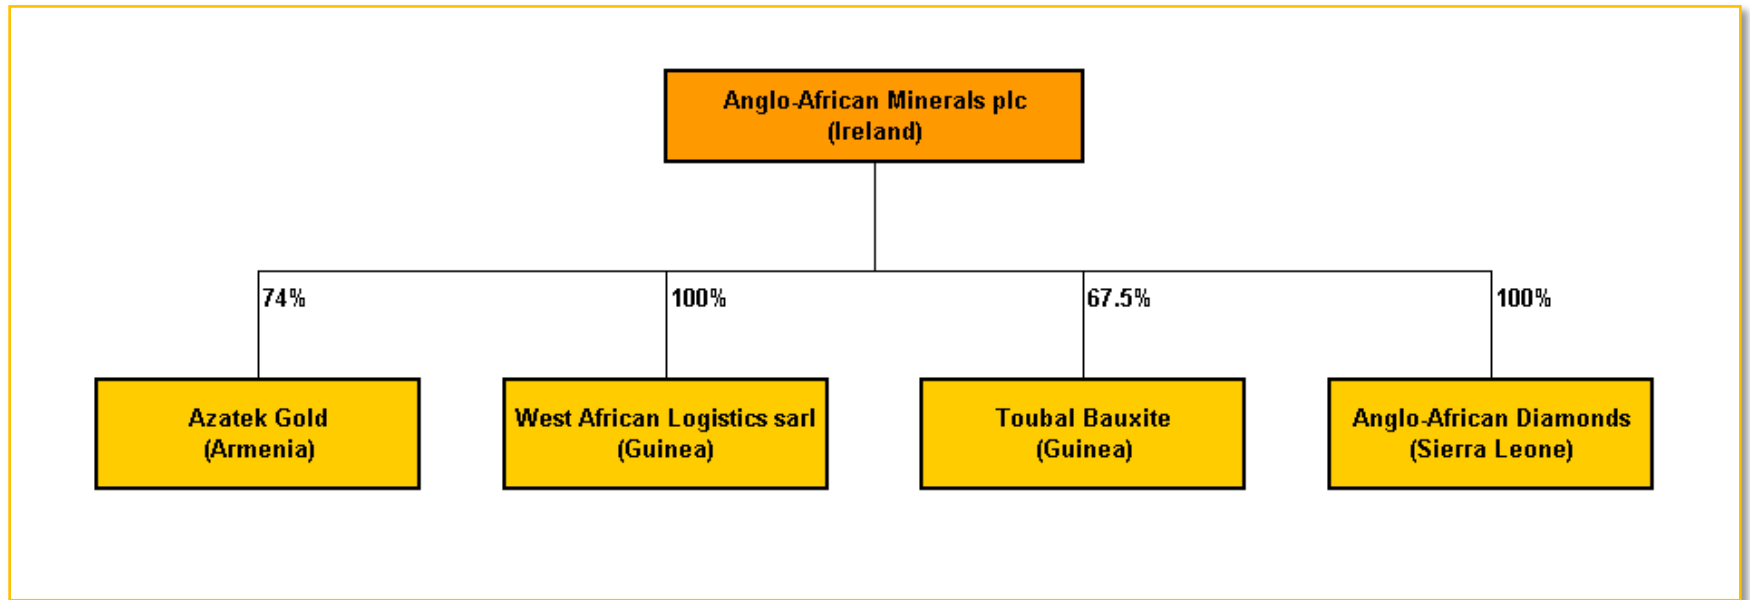 Anglo-African Minerals plc
(Ireland)
74%
100%
67.5%
100%
Azatek Gold
(Armenia)
West African Logistics sarl
(Guinea)
Toubal Bauxite
(Guinea)
Anglo-African Diamonds
(Sierra Leone)